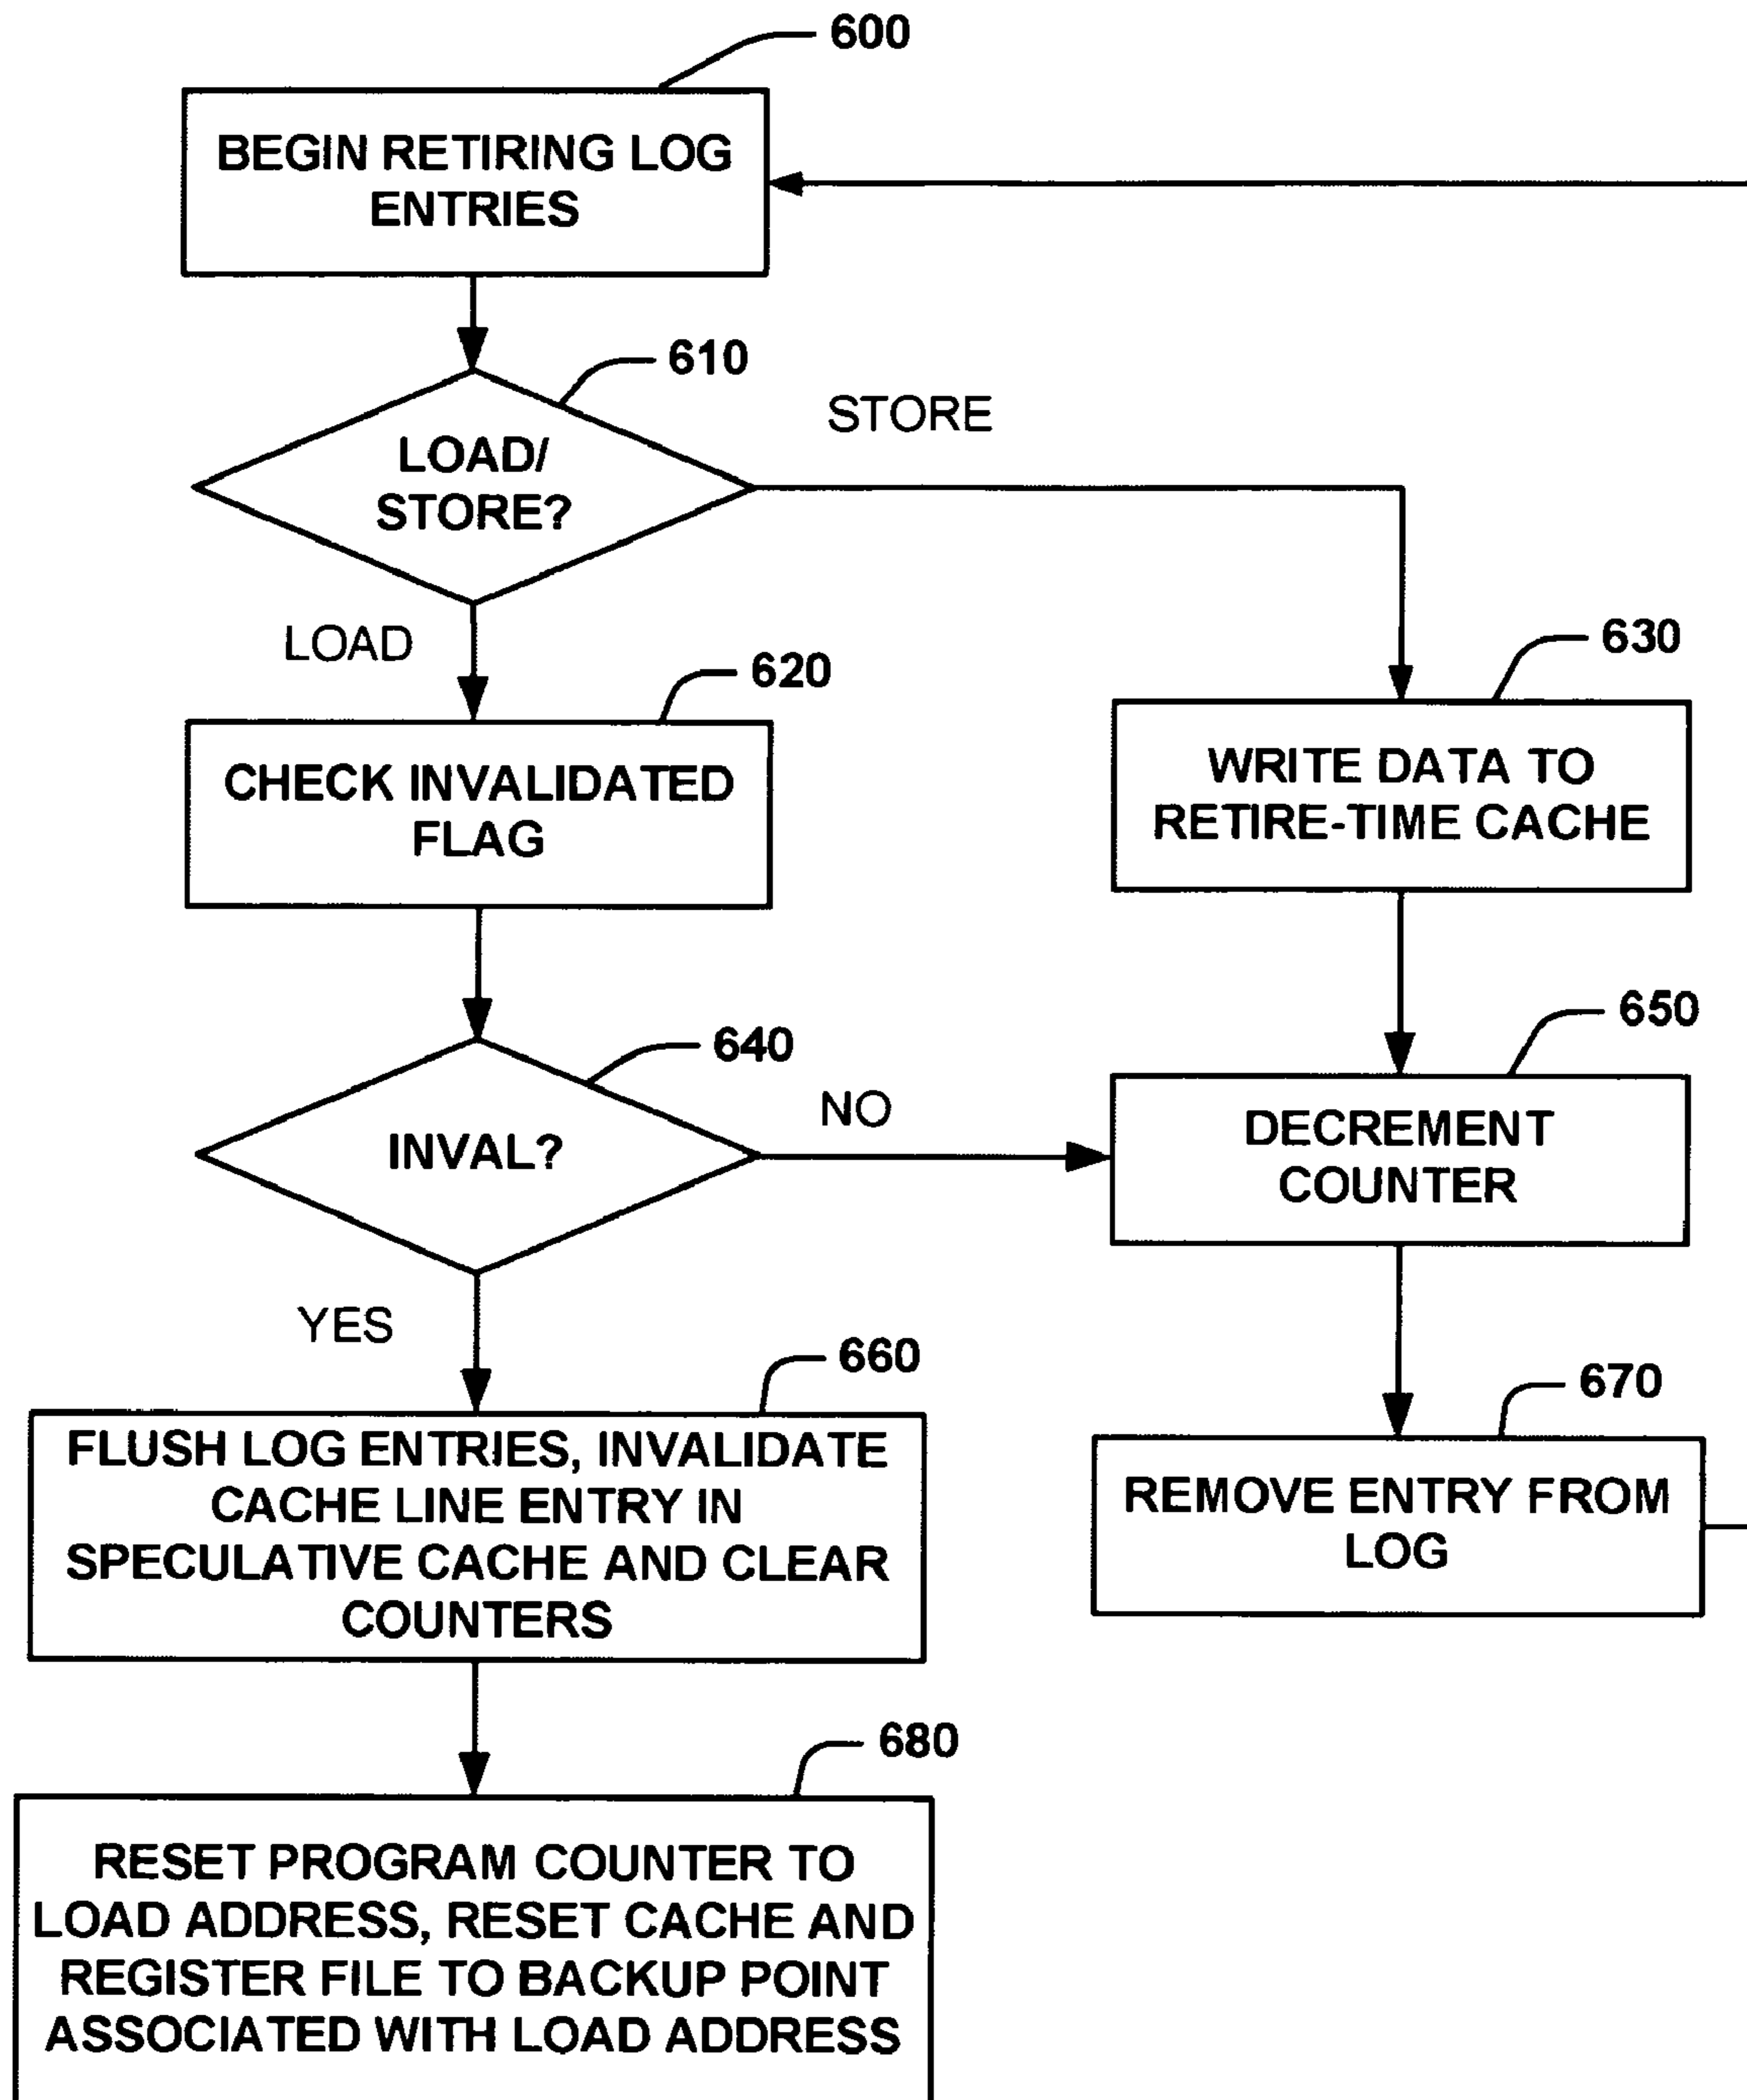 600
BEGIN RETIRING LOG
ENTRIES
610
STORE
LOAD/
STORE?
LOAD
620
630
CHECK INVALIDATED
FLAG
WRITE DATA TO
RETIRE-TIME CACHE
640
650
INVAL?
NO
DECREMENT
COUNTER
YES
660
670
FLUSH LOG ENTRIES, INVALIDATE
CACHE LINE ENTRY IN
SPECULATIVE CACHE AND CLEAR
COUNTERS
REMOVE ENTRY FROM
LOG
680
RESET PROGRAM COUNTER TO
LOAD ADDRESS, RESET CACHE AND
REGISTER FILE TO BACKUP POINT
ASSOCIATED WITH LOAD ADDRESS